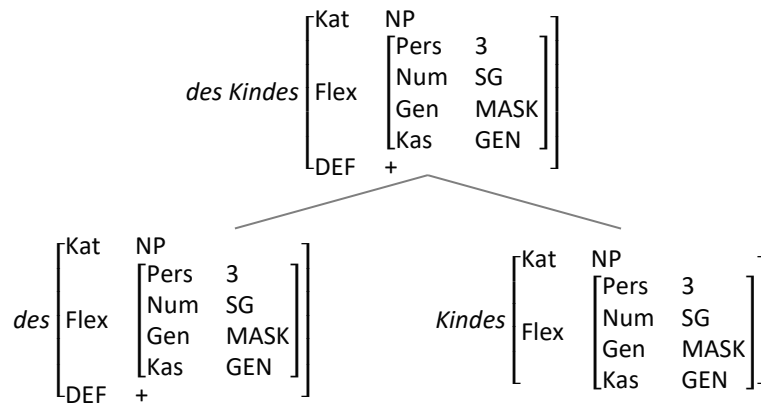 Kat NP
Pers 3
Num SG
des Kindes Flex
Gen MASK
Kas GEN
DEF +
Kat NP
Pers 3
Num SG
des Flex
Gen MASK
Kas GEN
DEF +
Kat NP
Pers 3
Num SG
Kindes Flex
Gen MASK
Kas GEN